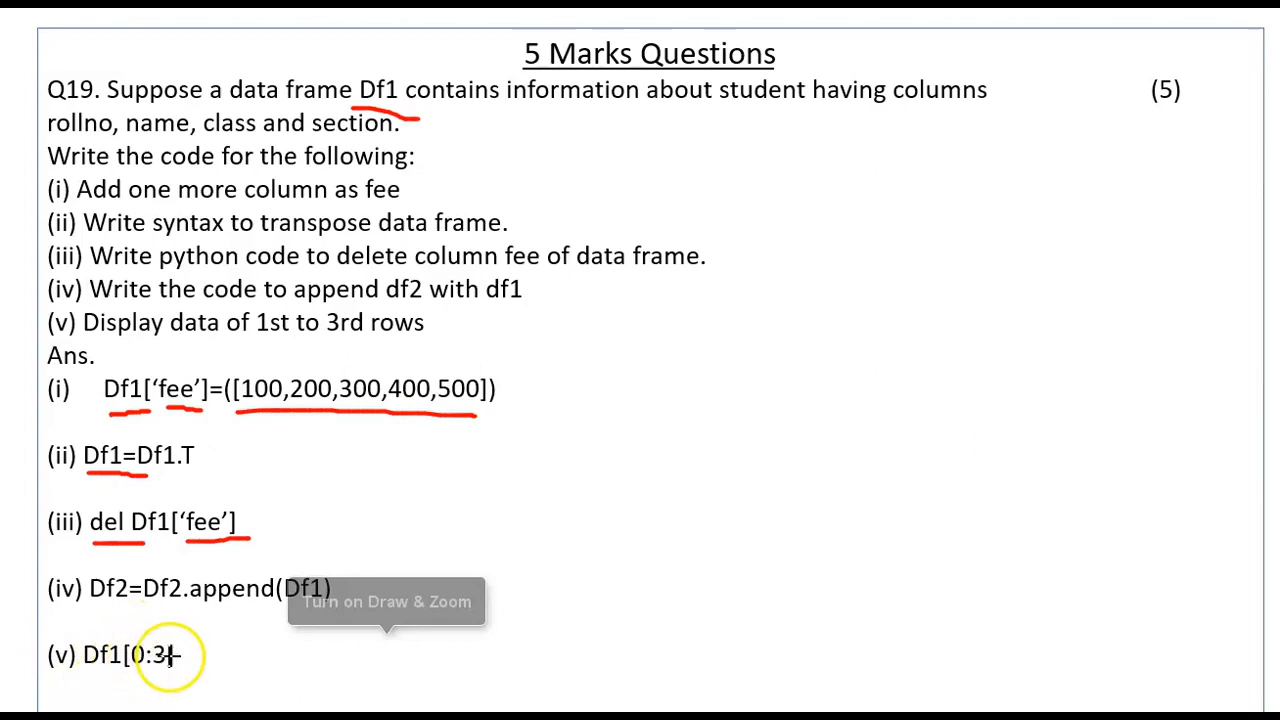 5 Marks Questions
Q19. Suppose a data frame Df1 contains information about student having columns (5)
rollno, name, class and section.
Write the code for the following:
(i) Add one more column as fee
(ii) Write syntax to transpose data frame.
(iii) Write python code to delete column fee of data frame.
(iv) Write the code to append df2 with df1
(v) Display data of 1st to 3rd rows
Ans.
(i) Df1[‘fee’]=([100,200,300,400,500])
(ii) Df1=Df1.T
(iii) del Df1[‘fee’]
(iv) Df2=Df2.append(Df1)
Turn on Draw & Zoom
(v) Df1[0:3